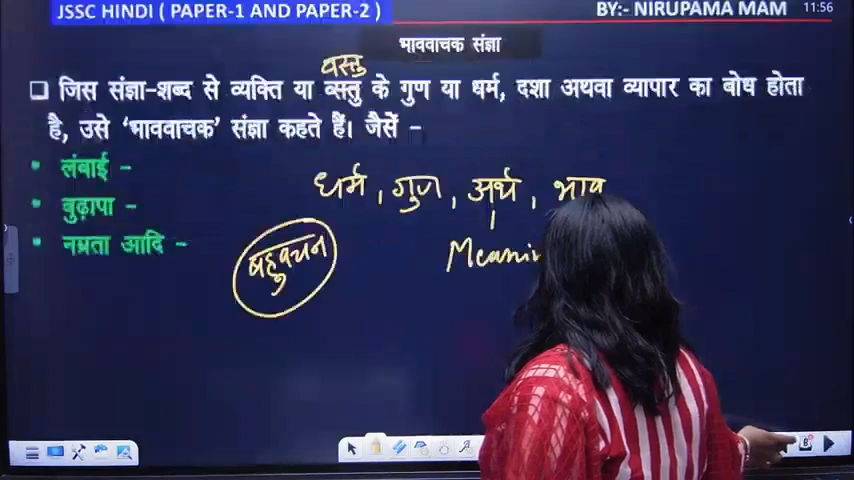 JSSC HINDI ( PAPER-1 AND PAPER-2 )
BY:- NIRUPAMA MAM
11:56
भाववाचक संज्ञा
वस्तु
❑ जिस संज्ञा-शब्द से व्यक्ति या वस्तु के गुण या धर्म, दशा अथवा व्यापार का बोध होता
है, उसे 'भाववाचक' संज्ञा कहते हैं। जैसें –
• लंबाई –
• बुढ़ापा –
• नम्रता आदि –
धर्म, गुण, अर्थ, भाव
बहुवचन